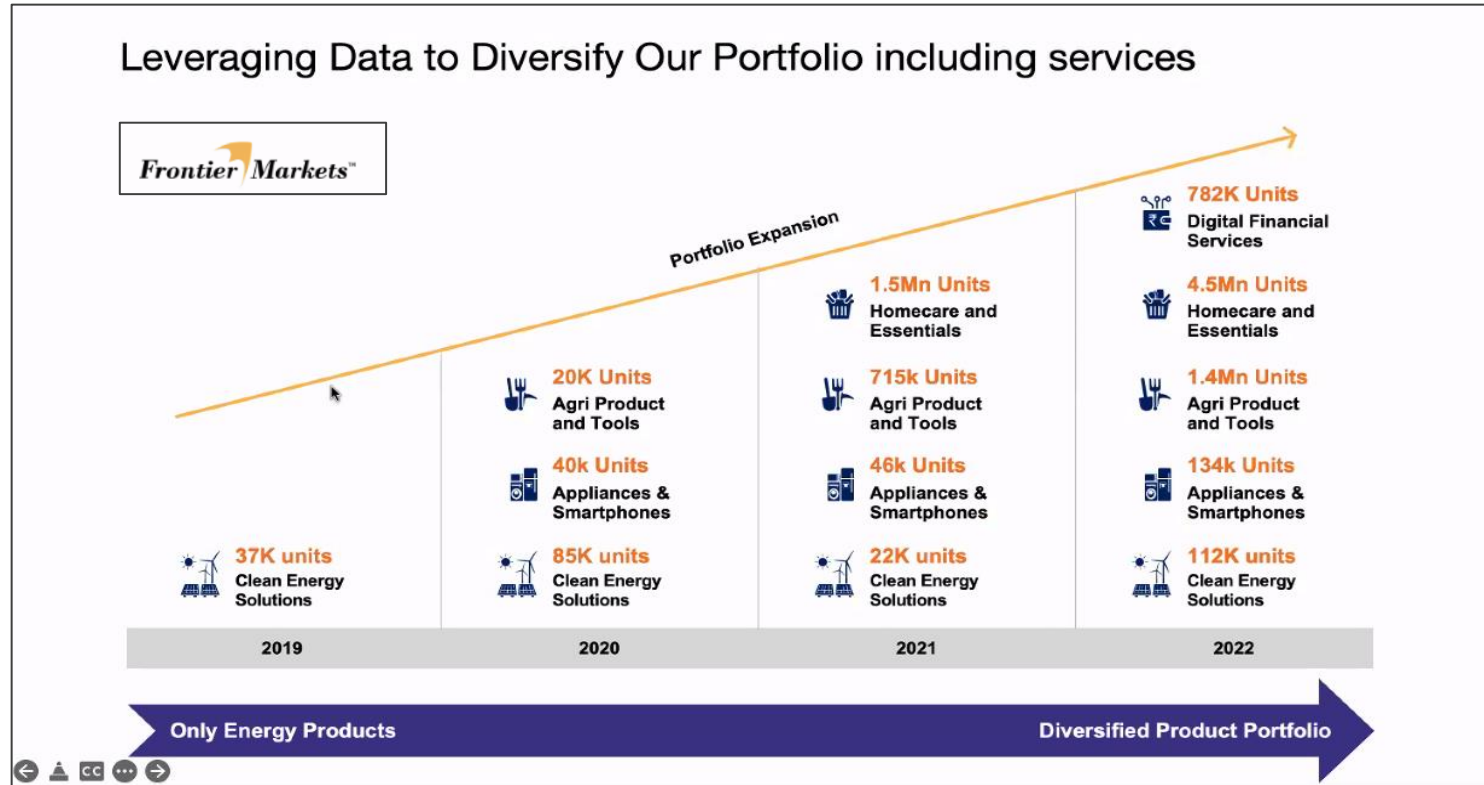 Leveraging Data to Diversify Our Portfolio including services
Frontier Markets™
Portfolio Expansion
37K units
Clean Energy
Solutions
20K Units
Agri Product
and Tools
40k Units
Appliances &
Smartphones
85K units
Clean Energy
Solutions
1.5Mn Units
Homecare and
Essentials
715k Units
Agri Product
and Tools
46k Units
Appliances &
Smartphones
22K units
Clean Energy
Solutions
782K Units
Digital Financial
Services
4.5Mn Units
Homecare and
Essentials
1.4Mn Units
Agri Product
and Tools
134k Units
Appliances &
Smartphones
112K units
Clean Energy
Solutions
2019
2020
2021
2022
Only Energy Products
Diversified Product Portfolio
CC